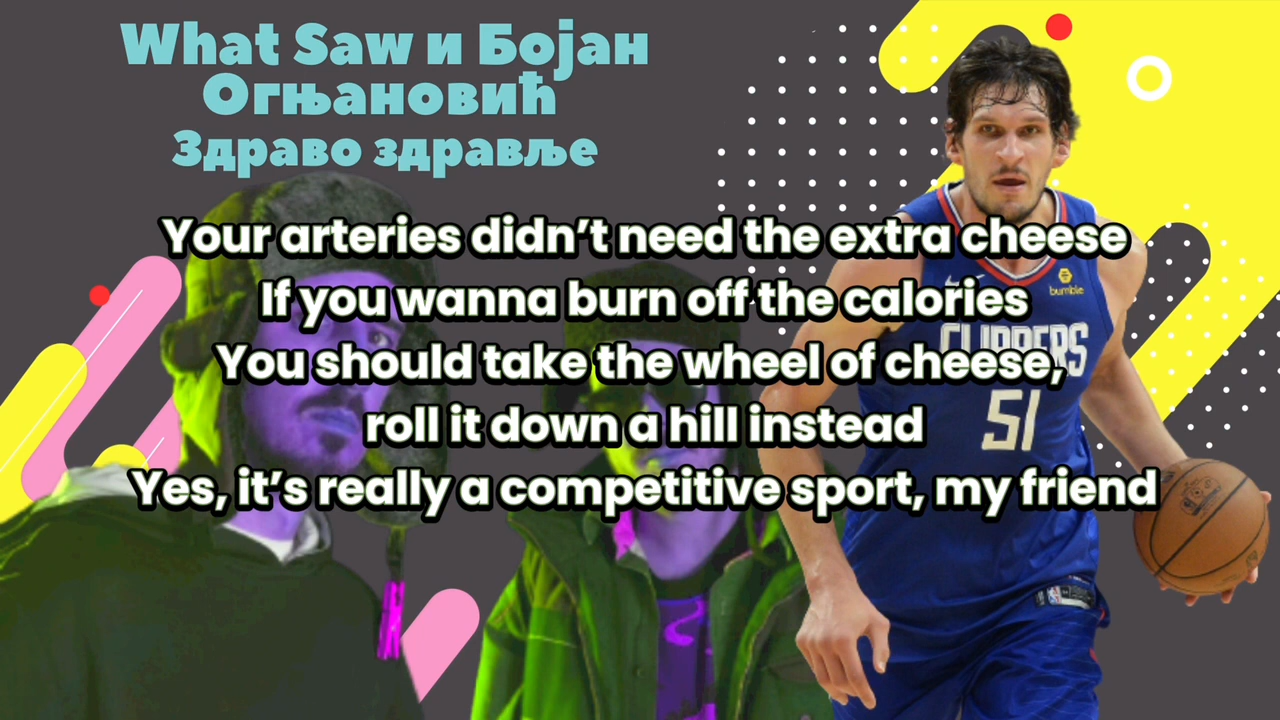 What Saw и Бојан
Огњановић
Здраво здравље
Your arteries didn’t need the extra cheese
If you wanna burn off the calories
You should take the wheel of cheese,
roll it down a hill instead
Yes, it’s really a competitive sport, my friend
bumble
CLIPPERS
51